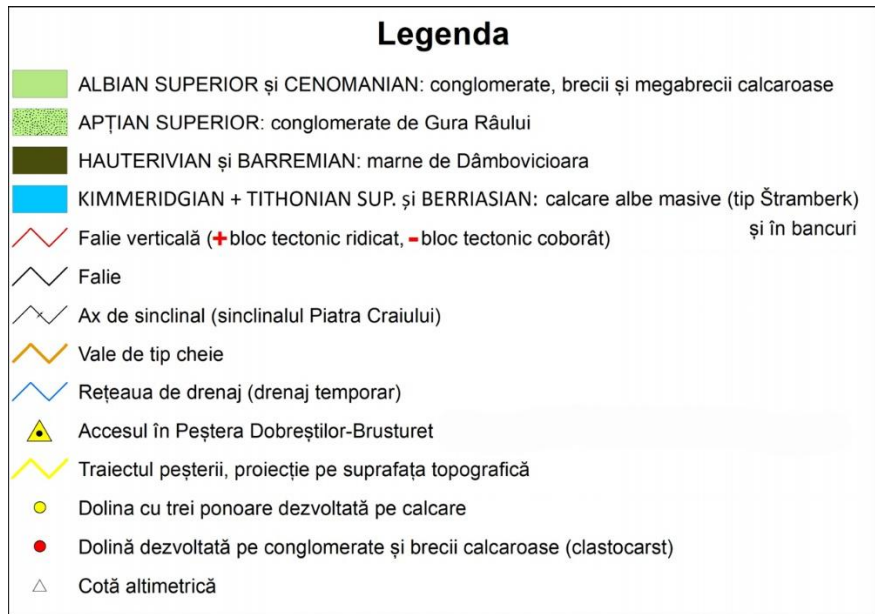 Legenda
ALBIAN SUPERIOR și CENOMANIAN: conglomerate, brecii și megabrecii calcaroase
APȚIAN SUPERIOR: conglomerate de Gura Râului
HAUTERIVIAN și BARREMIAN: marne de Dâmbovicioara
KIMMERIDGIAN + TITHONIAN SUP. și BERRIASIAN: calcare albe masive (tip Štramberk)
și în bancuri
Falie verticală (+bloc tectonic ridicat, -bloc tectonic coborât)
Falie
Ax de sinclinal (sinclinalul Piatra Craiului)
Vale de tip cheie
Rețeaua de drenaj (drenaj temporar)
Accesul în Peștera Dobreștilor-Brusturet
Traiectul peșterii, proiecție pe suprafața topografică
Dolina cu trei ponoare dezvoltată pe calcare
Dolină dezvoltată pe conglomerate și brecii calcaroase (clastocarst)
Cotă altimetrică